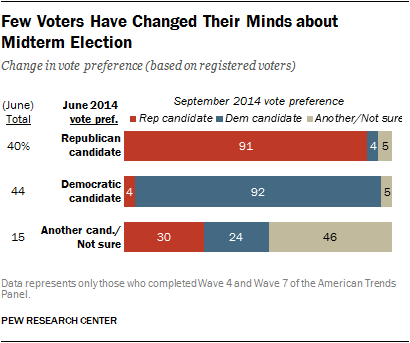 Few Voters Have Changed Their Minds about
Midterm Election
Change in vote preference (based on registered voters)
(June) June 2014 September 2014 vote preference
Total vote pref. Rep candidate Dem candidate Another/Not sure
40% Republican candidate 91 4 5
44 Democratic candidate 4 92 5
15 Another cand./ Not sure 30 24 46
Data represents only those who completed Wave 4 and Wave 7 of the American Trends
Panel.
PEW RESEARCH CENTER